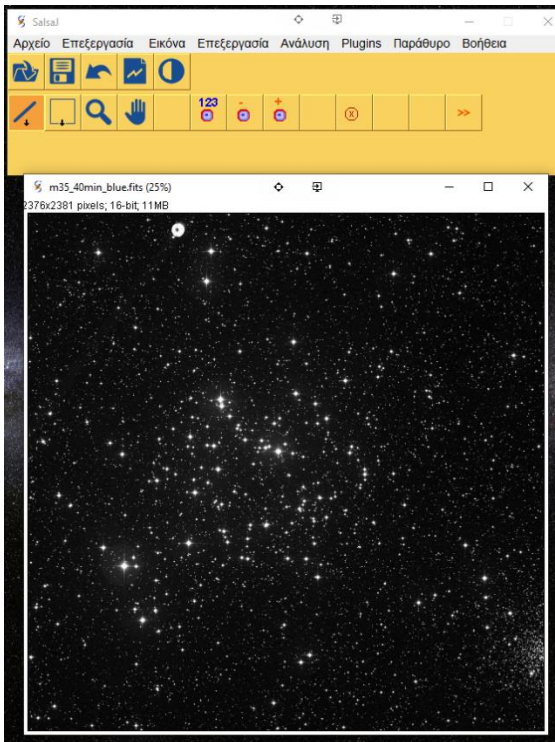 SalsaJ
Αρχείο Επεξεργασία Εικόνα Επεξεργασία Ανάλυση Plugins Παράθυρο Βοήθεια
123
- +
x >>
m35_40min_blue.fits (25%)
2376x2381 pixels; 16-bit; 11MB